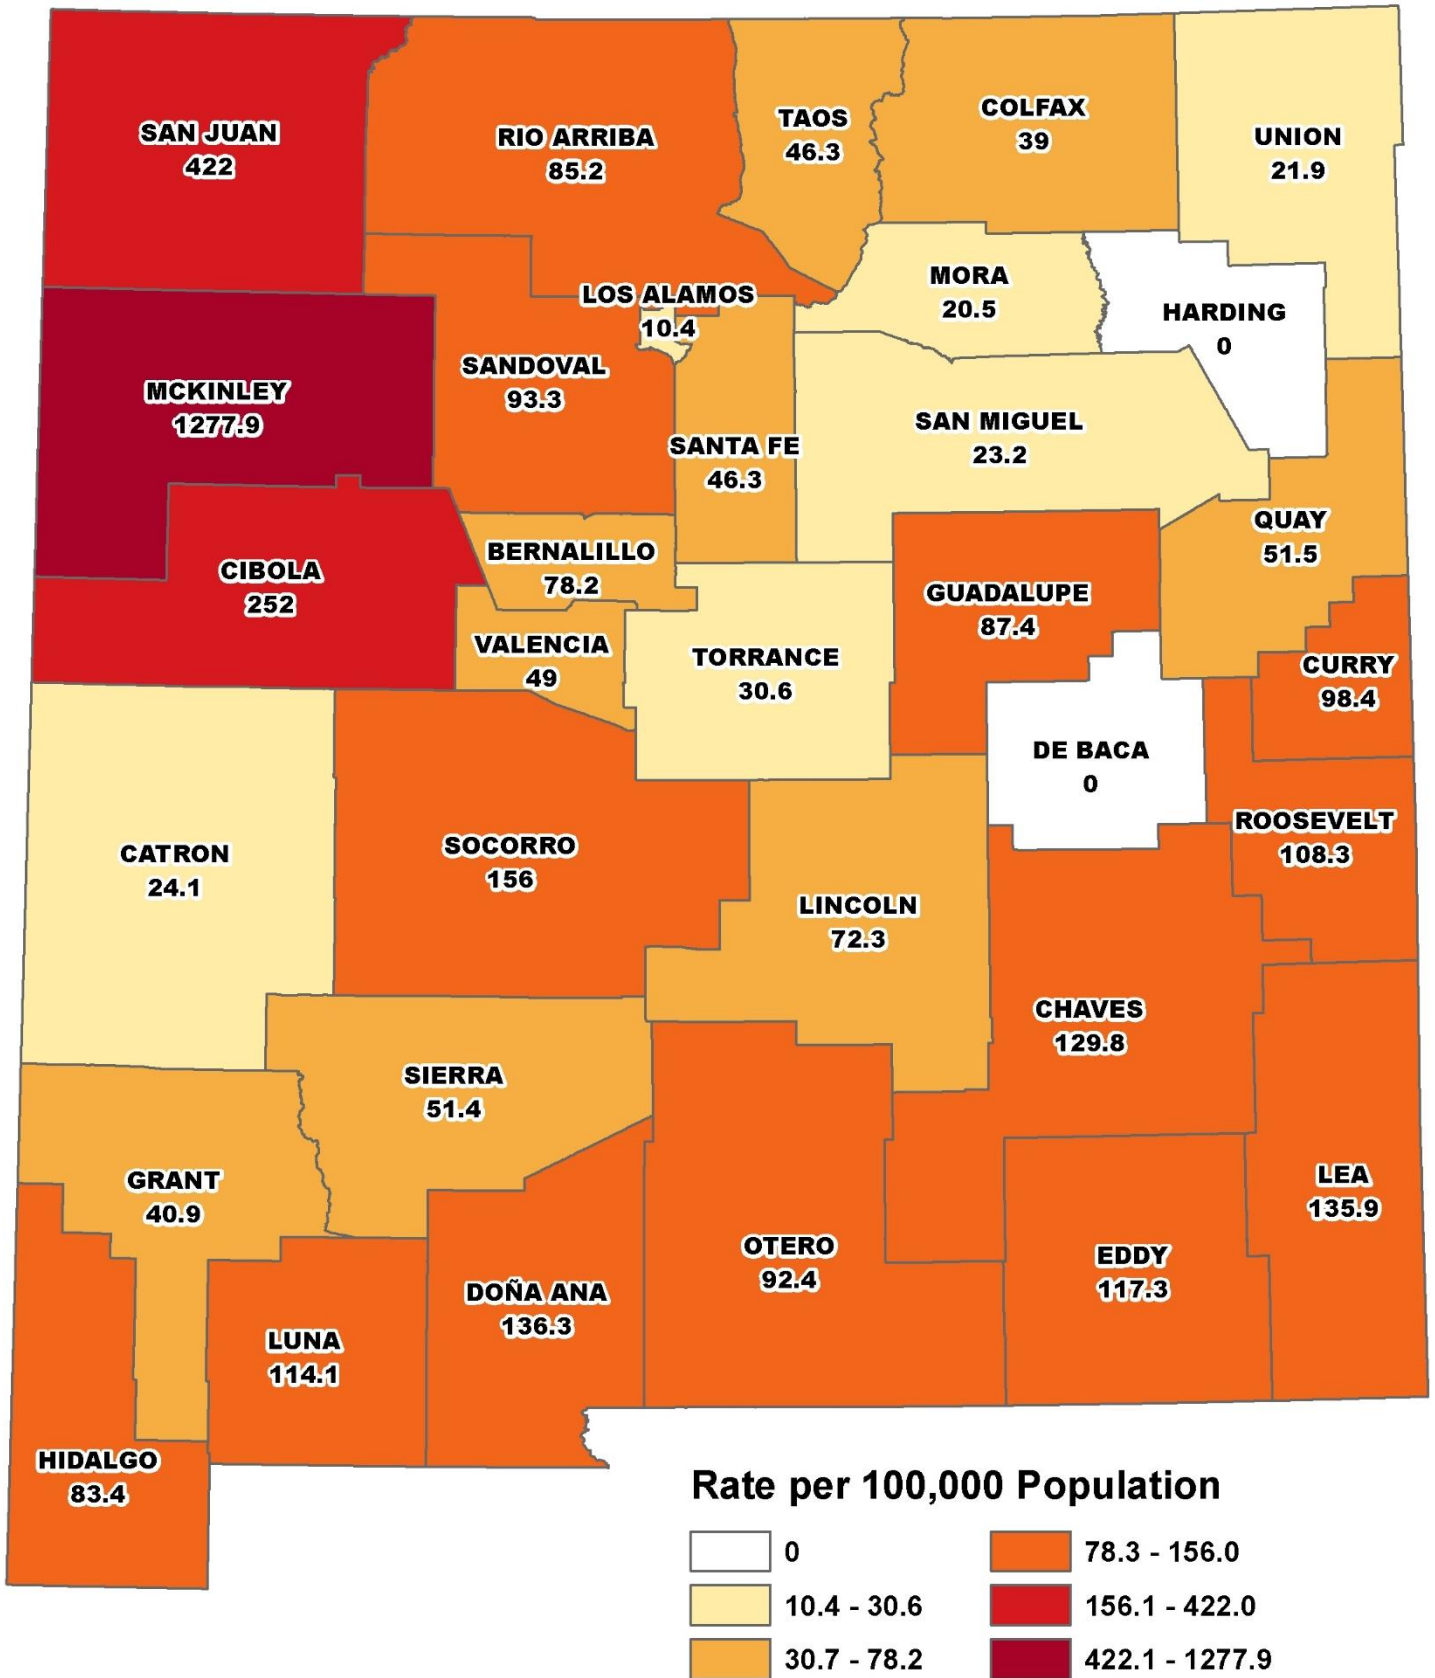 SAN JUAN
422
RIO ARRIBA
85.2
TAOS
46.3
COLFAX
39
UNION
21.9
MORA
20.5
HARDING
0
LOS ALAMOS
10.4
SANDOVAL
93.3
MCKINLEY
1277.9
SANTA FE
46.3
SAN MIGUEL
23.2
QUAY
51.5
BERNALILLO
78.2
CIBOLA
252
GUADALUPE
87.4
VALENCIA
49
TORRANCE
30.6
CURRY
98.4
DE BACA
0
ROOSEVELT
108.3
CATRON
24.1
SOCORRO
156
LINCOLN
72.3
CHAVES
129.8
SIERRA
51.4
GRANT
40.9
LEA
135.9
OTERO
92.4
EDDY
117.3
DOÑA ANA
136.3
LUNA
114.1
HIDALGO
83.4
Rate per 100,000 Population
0
10.4 - 30.6
30.7 - 78.2
78.3 - 156.0
156.1 - 422.0
422.1 - 1277.9